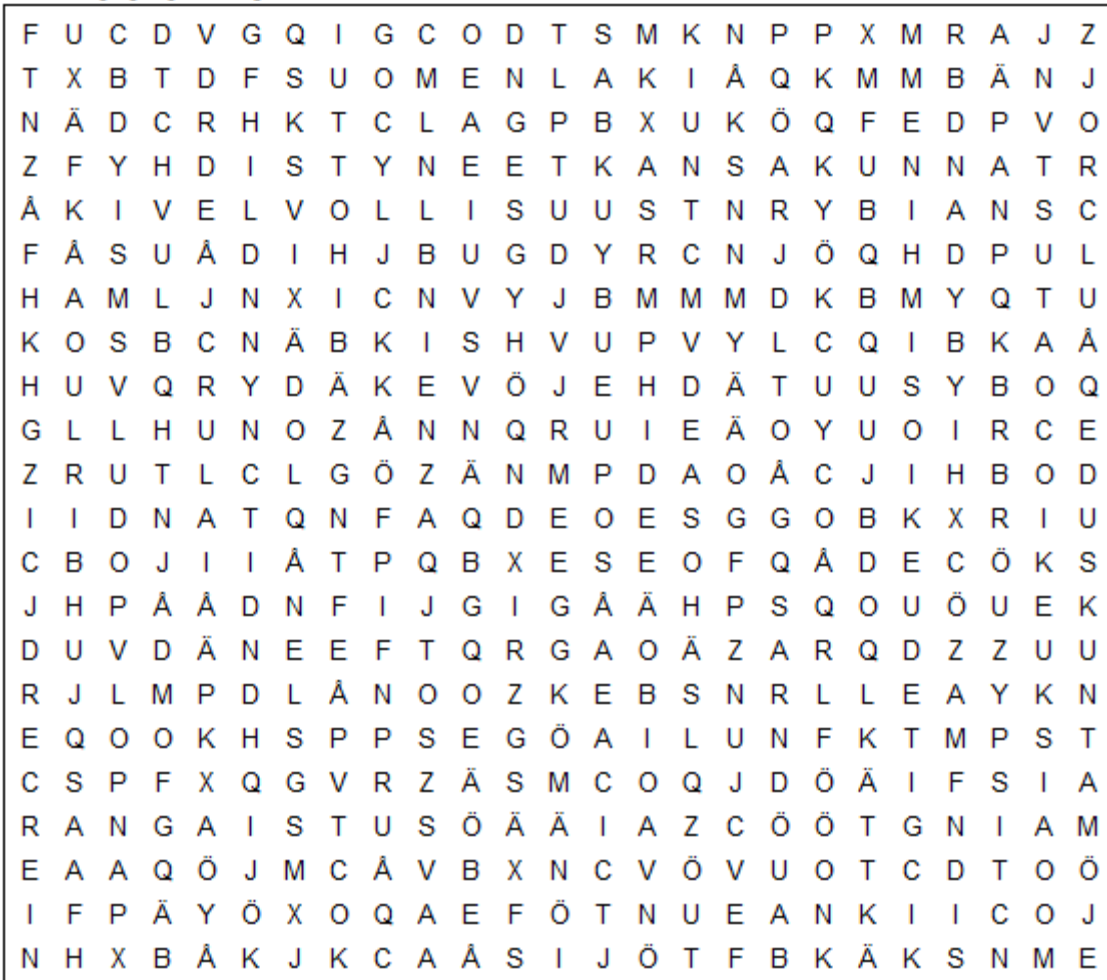 F U C D V G Q I G C O D T S M K N P P X M R A J Z
T X B T D F S U O M E N L A K I Å Q K M M B Ä N J
N Ä D C R H K T C L A G P B X U K Ö Q F E D P V O
Z F Y H D I S T Y N E E T K A N S A K U N N A T R
Å K I V E L V O L L I S U U S T N R Y B I A N S C
F Å S U Å D I H J B U G D Y R C N J Ö Q H D P U L
H A M L J N X I C N V Y J B M M M D K B M Y Q T U
K O S B C N Ä B K I S H V U P V Y L C Q I B K A Å
H U V Q R Y D Ä K E V Ö J E H D Ä T U U S Y B O Q
G L L H U N O Z Å N N Q R U I E Ä O Y U O I R C E
Z R U T L C L G Ö Z Ä N M P D A O Å C J I H B O D
I I D N A T Q N F A Q D E O E S G G O B K X R I U
C B O J I I Å T P Q B X E S E O F Q Å D E C Ö K S
J H P Å Å D N F I J G I G Å Ä H P S Q O U Ö U E K
D U V D Ä N E E F T Q R G A O Ä Z A R Q D Z Z U U
R J L M P D L Å N O O Z K E B S N R L L E A Y K N
E Q O O K H S P P S E G Ö A I L U N F K T M P S T
C S P F X Q G V R Z Ä S M C O Q J D Ö Ä I F S I A
R A N G A I S T U S Ö Ä Ä I A Z C Ö Ö T G N I A M
E A A Q Ö J M C Å V B X N C V Ö V U O T C D T O Ö
I F P Ä Y Ö X O Q A E F Ö T N U E A N K I I C O J
N H X B Å K J K C A Å S I J Ö T F B K Ä K S N M E